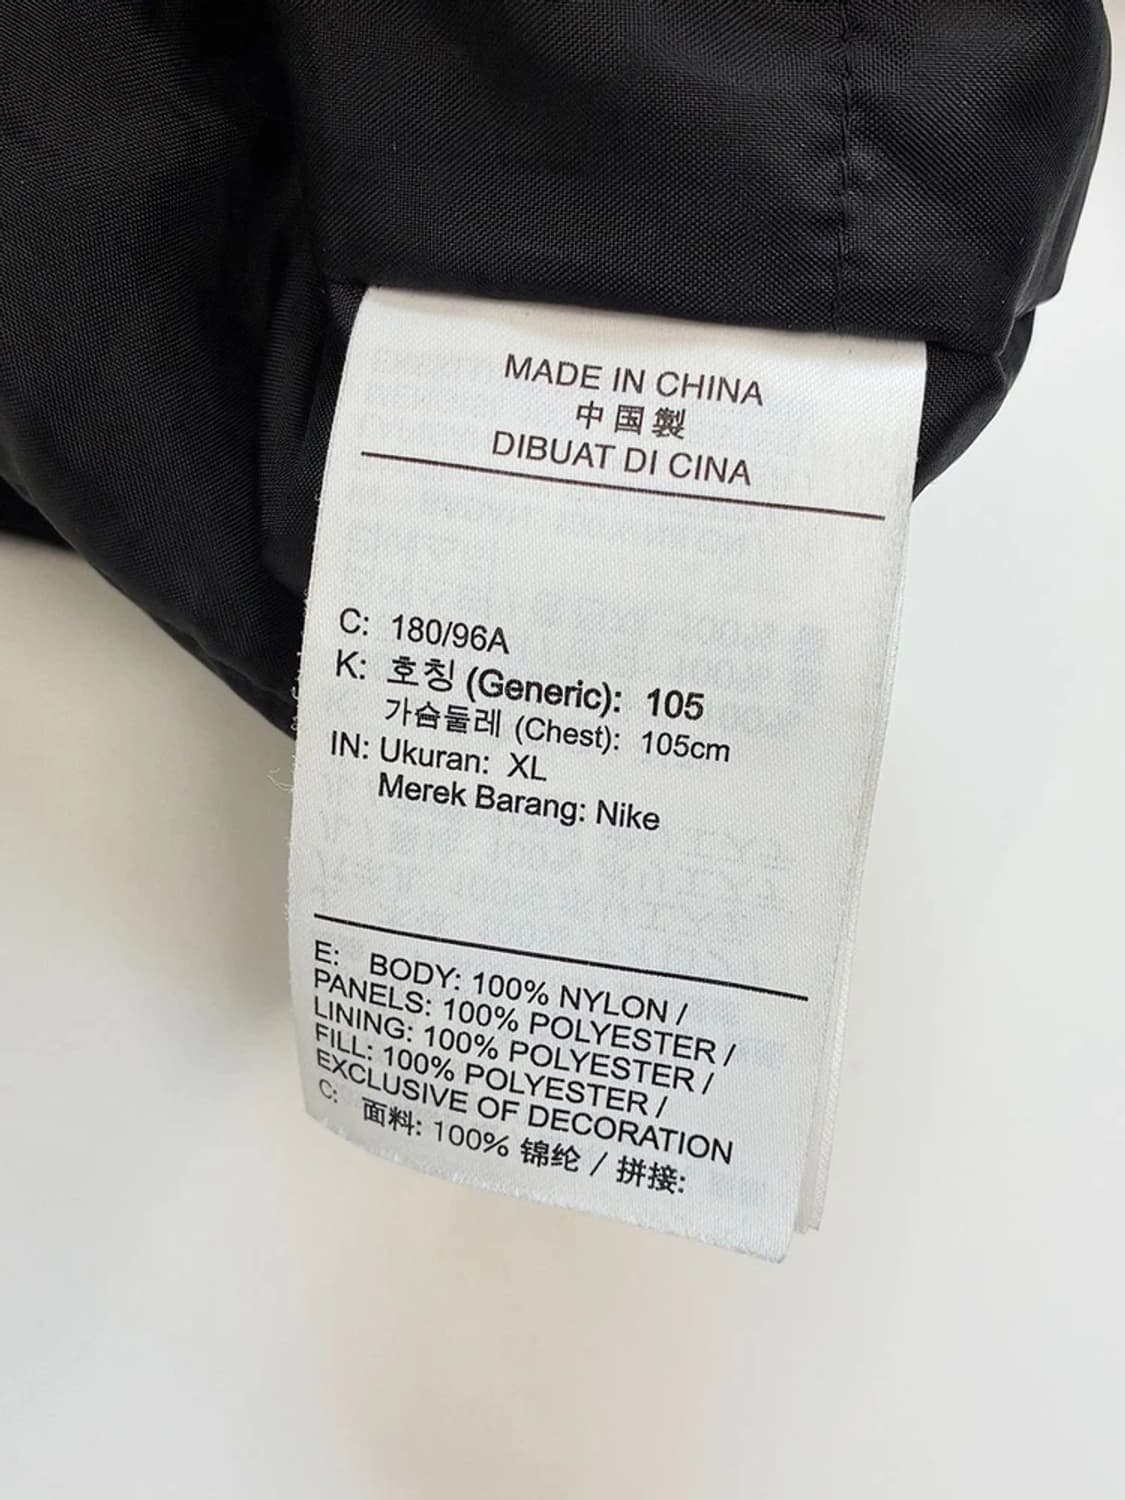 MADE IN CHINA
中国製
DIBUAT DI CINA
C: 180/96A
K: 호칭 (Generic): 105
가슴둘레 (Chest): 105cm
IN: Ukuran: XL
Merek Barang: Nike
E: BODY: 100% NYLON /
PANELS: 100% POLYESTER /
LINING: 100% POLYESTER /
FILL: 100% POLYESTER /
EXCLUSIVE OF DECORATION
C: 面料: 100% 锦纶 / 拼接: